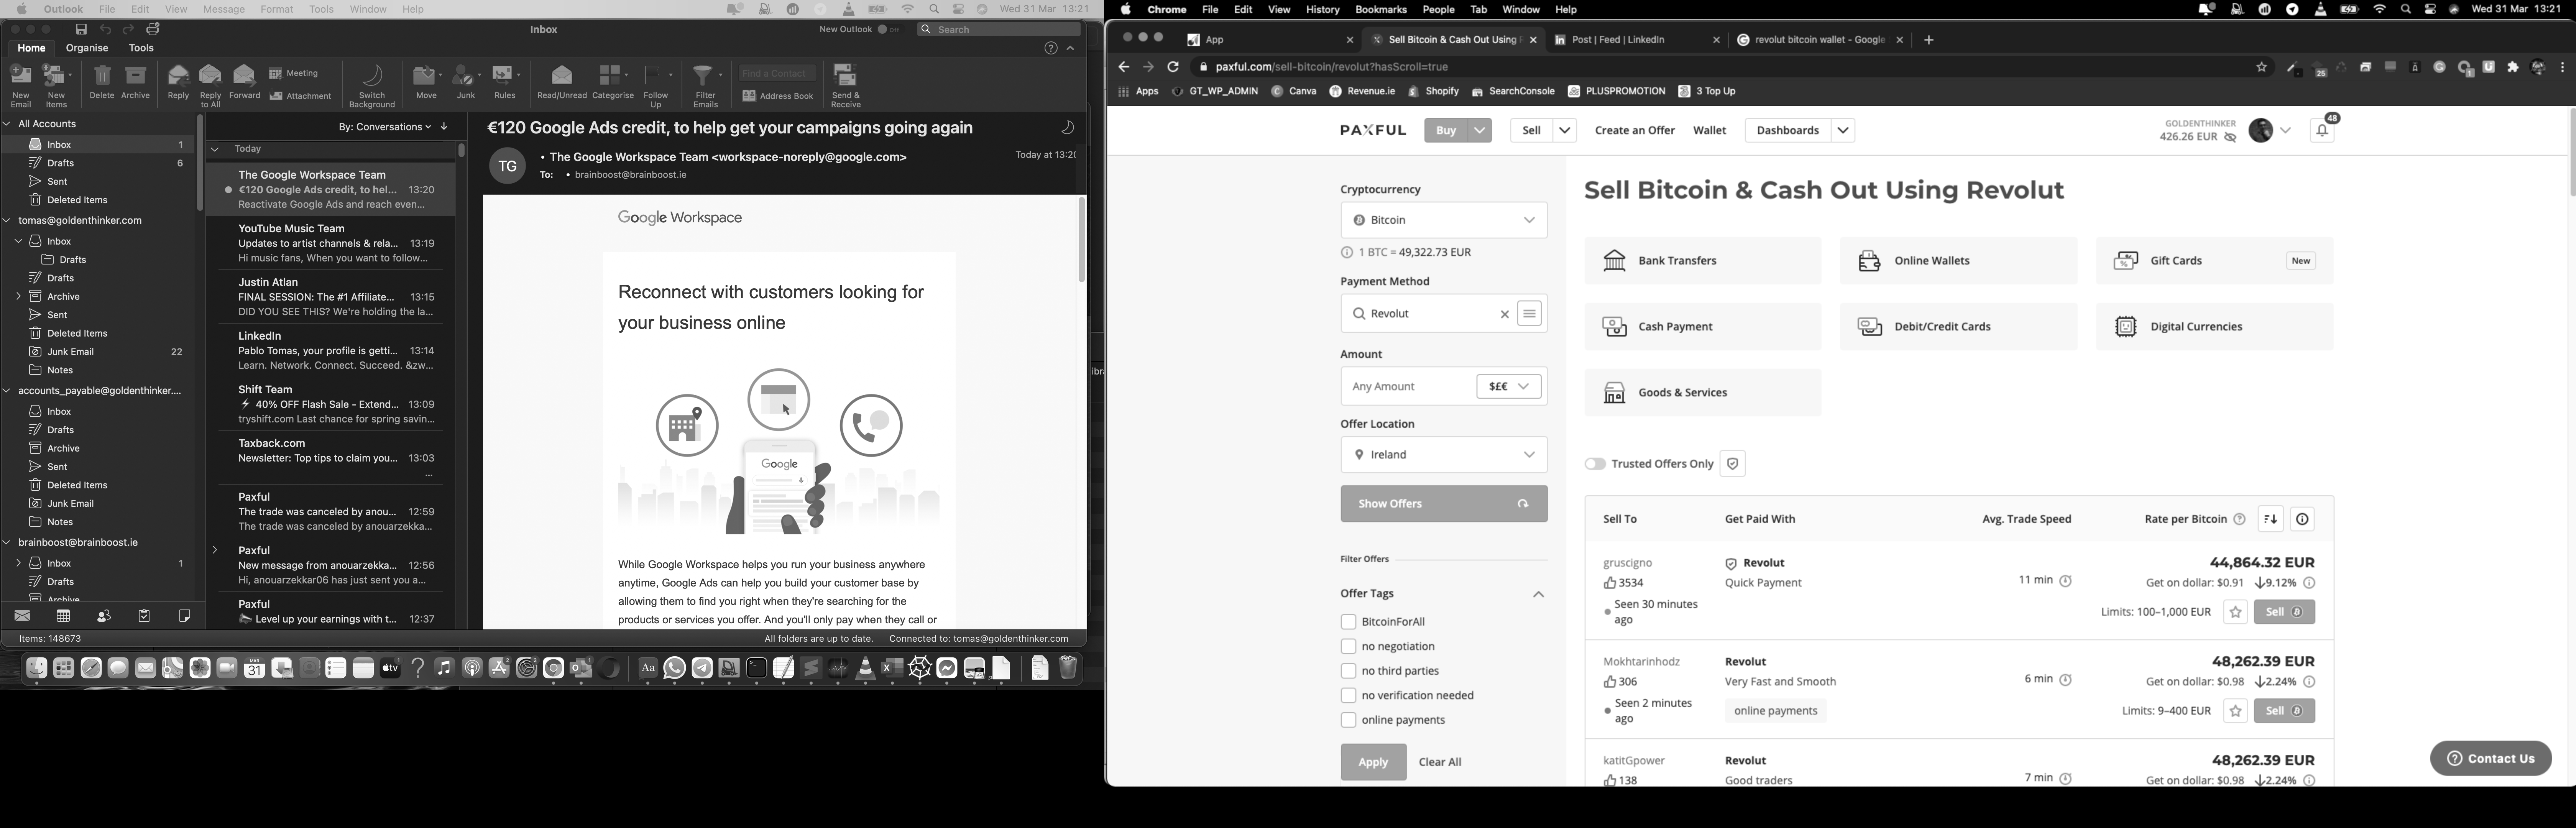 Outlook File Edit View Message Format Tools Window Help Wed 31 Mar 13:21
Inbox New Outlook Search
Home Organise Tools
New Email
New Items
Delete
Archive
Reply
Reply to All
Forward
Meeting
Attachment
Switch Background
Move
Junk
Rules
Read/Unread
Categorise
Follow Up
Filter Emails
Find a Contact
Address Book
Send & Receive
All Accounts
Inbox 1
Drafts 6
Sent
Deleted Items
tomas@goldenthinker.com
Inbox
Drafts
Drafts
Archive
Sent
Deleted Items
Junk Email 22
Notes
accounts_payable@goldenthinker....
Inbox
Drafts
Archive
Sent
Deleted Items
Junk Email
Notes
brainboost@brainboost.ie
Inbox 1
Drafts
Archive
By: Conversations
Today
The Google Workspace Team
€120 Google Ads credit, to hel... 13:20
Reactivate Google Ads and reach even...
YouTube Music Team
Updates to artist channels & rela... 13:19
Hi music fans, When you want to follow...
Justin Atlan
FINAL SESSION: The #1 Affiliate... 13:15
DID YOU SEE THIS? We're holding the la...
LinkedIn
Pablo Tomas, your profile is getti... 13:14
Learn. Network. Connect. Succeed. &zw...
Shift Team
⚡ 40% OFF Flash Sale - Extend... 13:09
tryshift.com Last chance for spring savin...
Taxback.com
Newsletter: Top tips to claim you... 13:03
...
Paxful
The trade was canceled by anou... 12:59
The trade was canceled by anouarzekka...
Paxful
New message from anouarzekka... 12:56
Hi, anouarzekkar06 has just sent you a...
Paxful
Level up your earnings with t... 12:37
€120 Google Ads credit, to help get your campaigns going again
TG
• The Google Workspace Team <workspace-noreply@google.com> Today at 13:20
To: • brainboost@brainboost.ie
Google Workspace
Reconnect with customers looking for
your business online
Google
While Google Workspace helps you run your business anywhere
anytime, Google Ads can help you build your customer base by
allowing them to find you right when they're searching for the
products or services you offer. And you'll only pay when they call or
Items: 148673 All folders are up to date. Connected to: tomas@goldenthinker.com
MAR
31
tv
Aa
Chrome File Edit View History Bookmarks People Tab Window Help Wed 31 Mar 13:21
App
Sell Bitcoin & Cash Out Using
Post | Feed | LinkedIn
revolut bitcoin wallet - Google
paxful.com/sell-bitcoin/revolut?hasScroll=true
25
Apps GT_WP_ADMIN Canva Revenue.ie Shopify SearchConsole PLUSPROMOTION 3 Top Up
PAXFUL Buy Sell Create an Offer Wallet Dashboards
GOLDENTHINKER
426.26 EUR
48
Cryptocurrency
Bitcoin
1 BTC = 49,322.73 EUR
Payment Method
Revolut
Amount
Any Amount $£€
Offer Location
Ireland
Show Offers
Filter Offers
Offer Tags
BitcoinForAll
no negotiation
no third parties
no verification needed
online payments
Apply Clear All
Sell Bitcoin & Cash Out Using Revolut
Bank Transfers
Online Wallets
Gift Cards New
Cash Payment
Debit/Credit Cards
Digital Currencies
Goods & Services
Trusted Offers Only
Sell To Get Paid With Avg. Trade Speed Rate per Bitcoin
gruscigno Revolut 44,864.32 EUR
3534 Quick Payment 11 min Get on dollar: $0.91 ↓9.12%
Seen 30 minutes ago Limits: 100–1,000 EUR Sell
Mokhtarinhodz Revolut 48,262.39 EUR
306 Very Fast and Smooth 6 min Get on dollar: $0.98 ↓2.24%
Seen 2 minutes ago online payments Limits: 9–400 EUR Sell
katitGpower Revolut 48,262.39 EUR
138 Good traders 7 min Get on dollar: $0.98 ↓2.24%
Contact Us